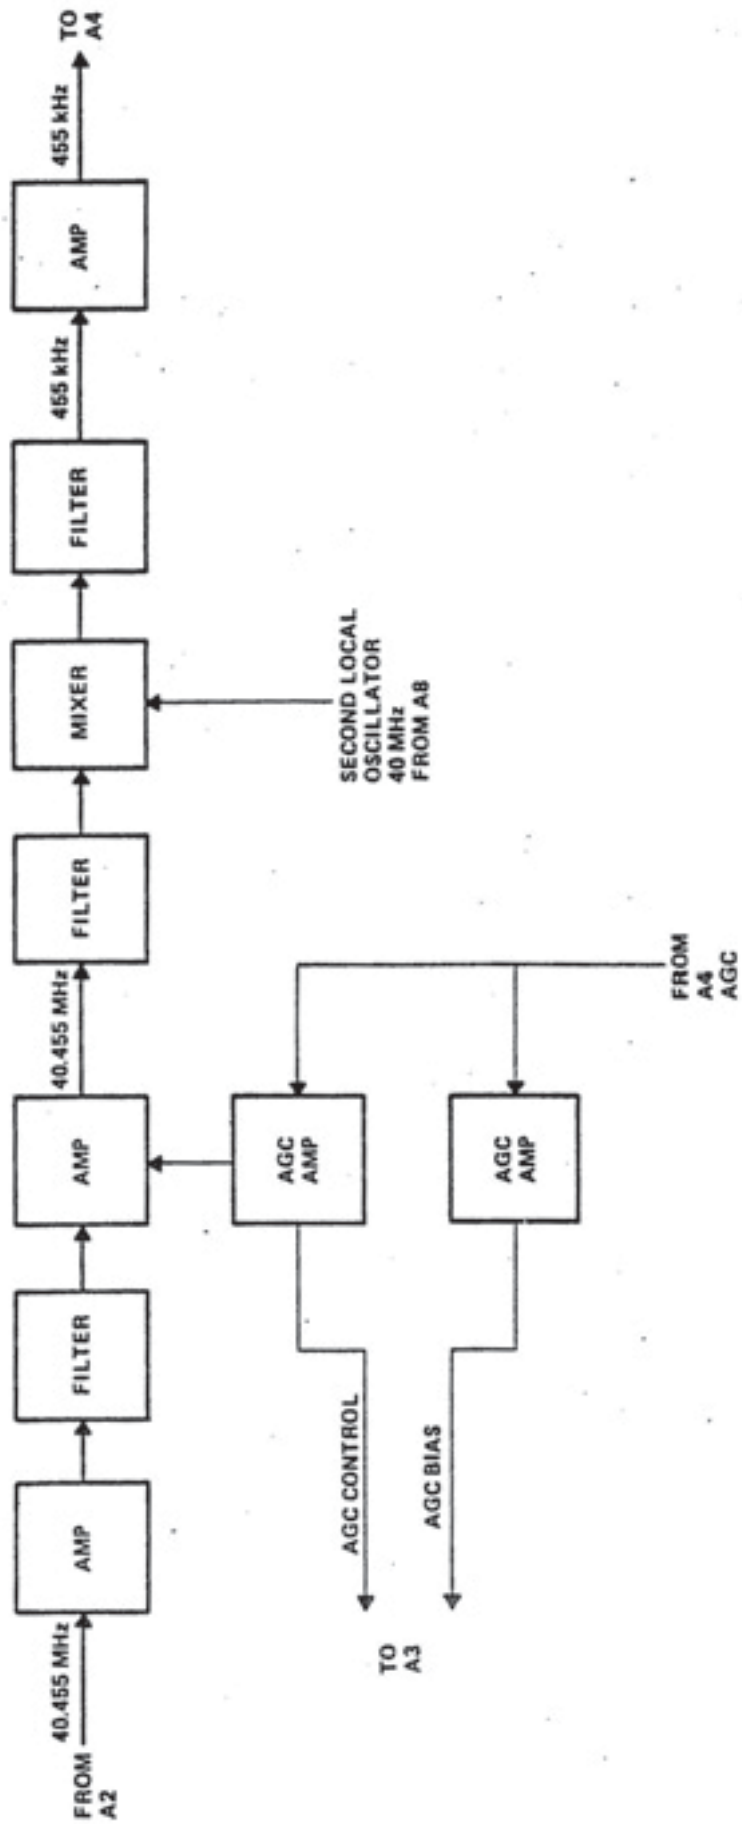 FROM
A2
40.455 MHz
AMP
FILTER
AMP
40.455 MHz
FILTER
MIXER
FILTER
455 kHz
AMP
455 kHz
TO
A4
SECOND LOCAL
OSCILLATOR
40 MHz
FROM A8
AGC
AMP
AGC
AMP
AGC CONTROL
AGC BIAS
TO
A3
FROM
A4
AGC